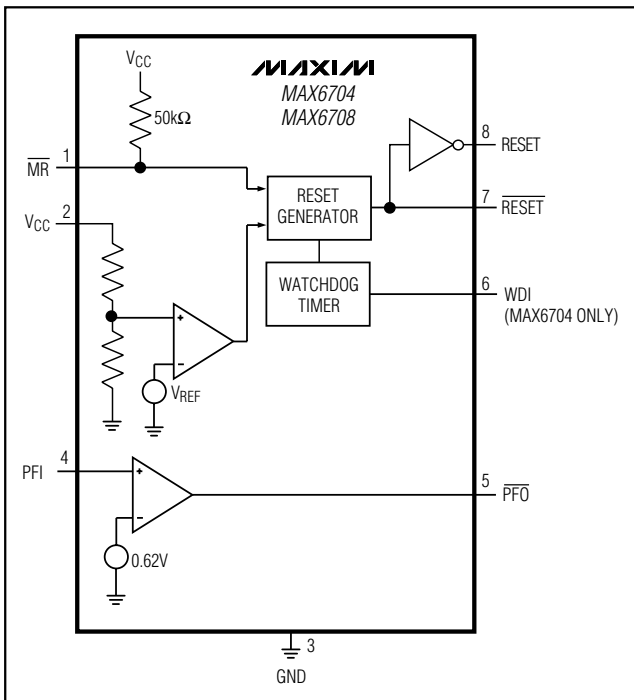 VCC
MAXIM
MAX6704
MAX6708
50kΩ
1
MR
8
RESET
RESET
GENERATOR
7
RESET
2
VCC
WATCHDOG
TIMER
6
WDI
(MAX6704 ONLY)
+
−
VREF
4
PFI
+
−
5
PFO
0.62V
3
GND